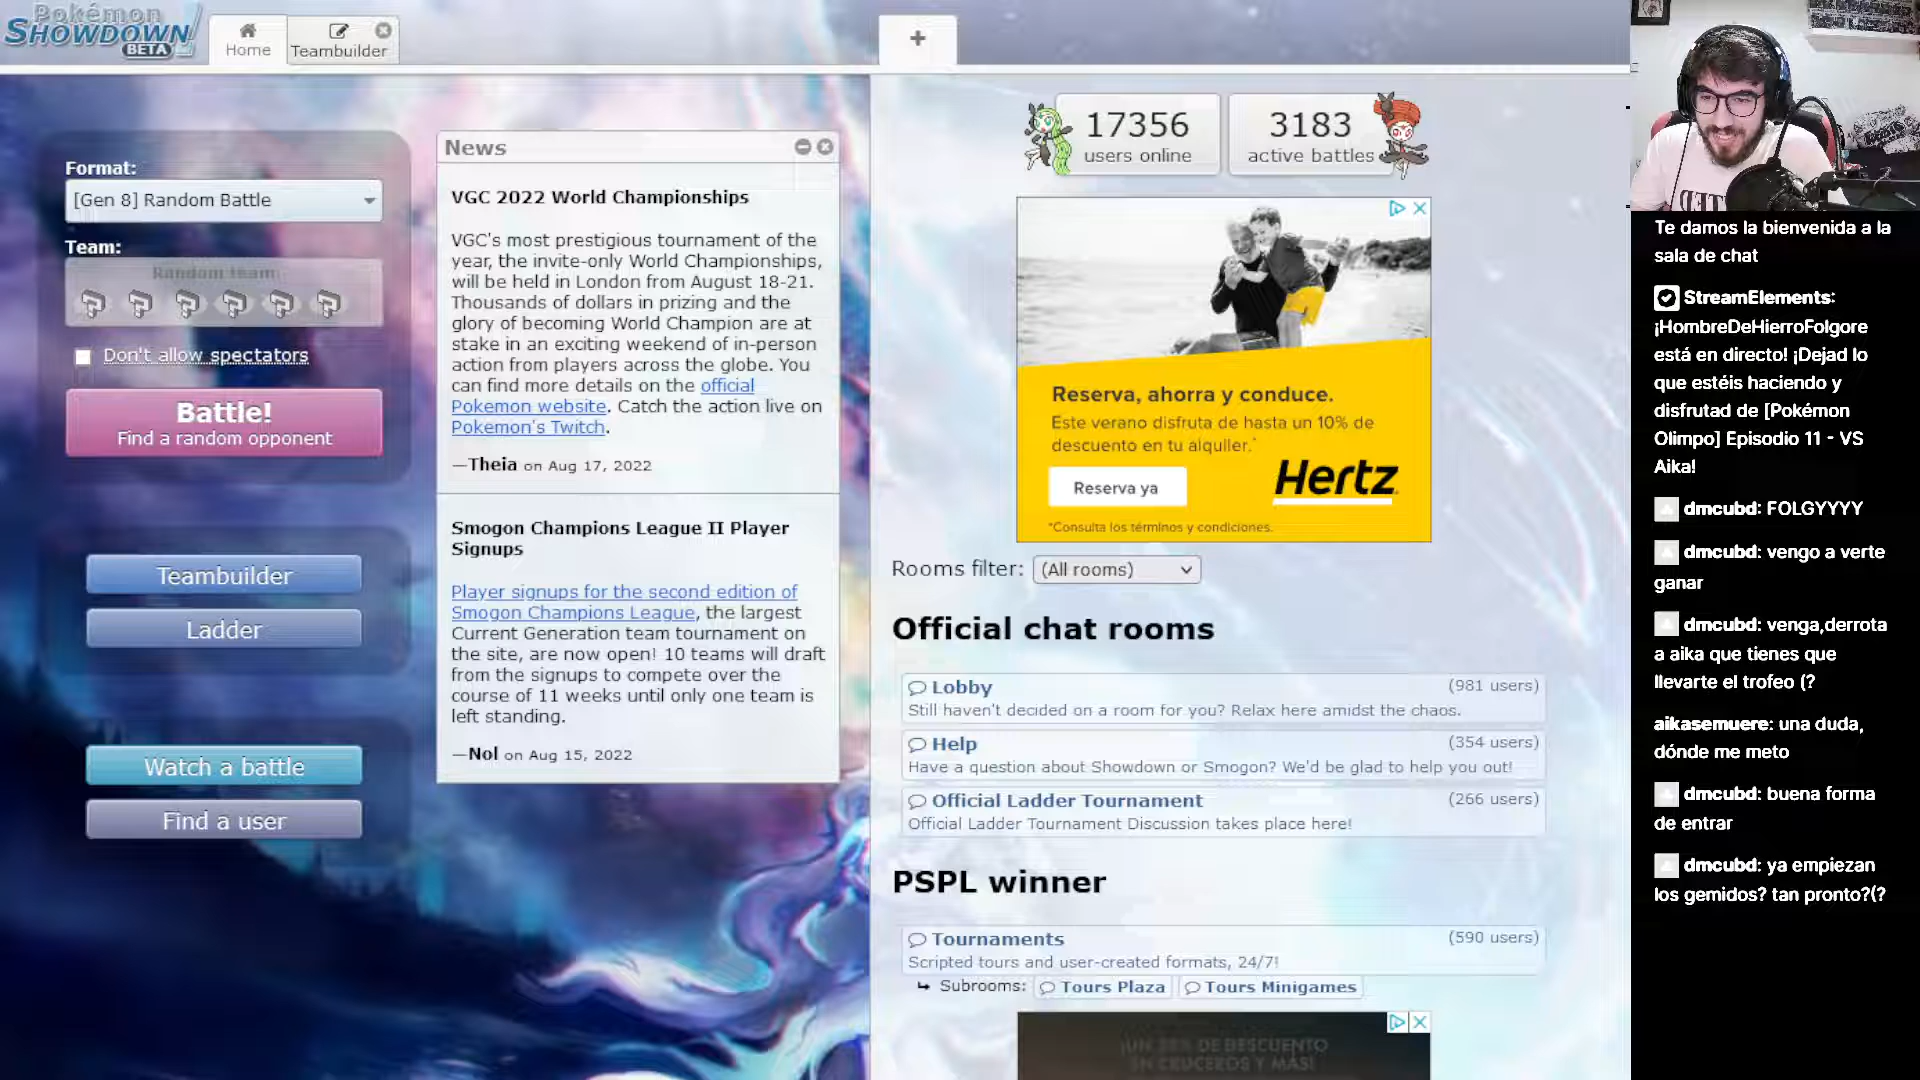 Pokémon
SHOWDOWN
BETA
Home
Teambuilder
+
Format:
[Gen 8] Random Battle
Team:
Random team
Don't allow spectators
Battle!
Find a random opponent
Teambuilder
Ladder
Watch a battle
Find a user
News
VGC 2022 World Championships
VGC's most prestigious tournament of the
year, the invite-only World Championships,
will be held in London from August 18-21.
Thousands of dollars in prizing and the
glory of becoming World Champion are at
stake in an exciting weekend of in-person
action from players across the globe. You
can find more details on the official
Pokemon website. Catch the action live on
Pokemon's Twitch.
—Theia on Aug 17, 2022
Smogon Champions League II Player
Signups
Player signups for the second edition of
Smogon Champions League, the largest
Current Generation team tournament on
the site, are now open! 10 teams will draft
from the signups to compete over the
course of 11 weeks until only one team is
left standing.
—Nol on Aug 15, 2022
17356
users online
3183
active battles
Reserva, ahorra y conduce.
Este verano disfruta de hasta un 10% de
descuento en tu alquiler.*
Reserva ya
Hertz
*Consulta los términos y condiciones.
Rooms filter: (All rooms)
Official chat rooms
Lobby (981 users)
Still haven't decided on a room for you? Relax here amidst the chaos.
Help (354 users)
Have a question about Showdown or Smogon? We'd be glad to help you out!
Official Ladder Tournament (266 users)
Official Ladder Tournament Discussion takes place here!
PSPL winner
Tournaments (590 users)
Scripted tours and user-created formats, 24/7!
Subrooms: Tours Plaza Tours Minigames
DE DESCUENTO
EN CRUCEROS Y MÁS!
Te damos la bienvenida a la
sala de chat
StreamElements:
¡HombreDeHierroFolgore
está en directo! ¡Dejad lo
que estéis haciendo y
disfrutad de [Pokémon
Olimpo] Episodio 11 - VS
Aika!
dmcubd: FOLGYYYY
dmcubd: vengo a verte
ganar
dmcubd: venga,derrota
a aika que tienes que
llevarte el trofeo (?
aikasemuere: una duda,
dónde me meto
dmcubd: buena forma
de entrar
dmcubd: ya empiezan
los gemidos? tan pronto?(?